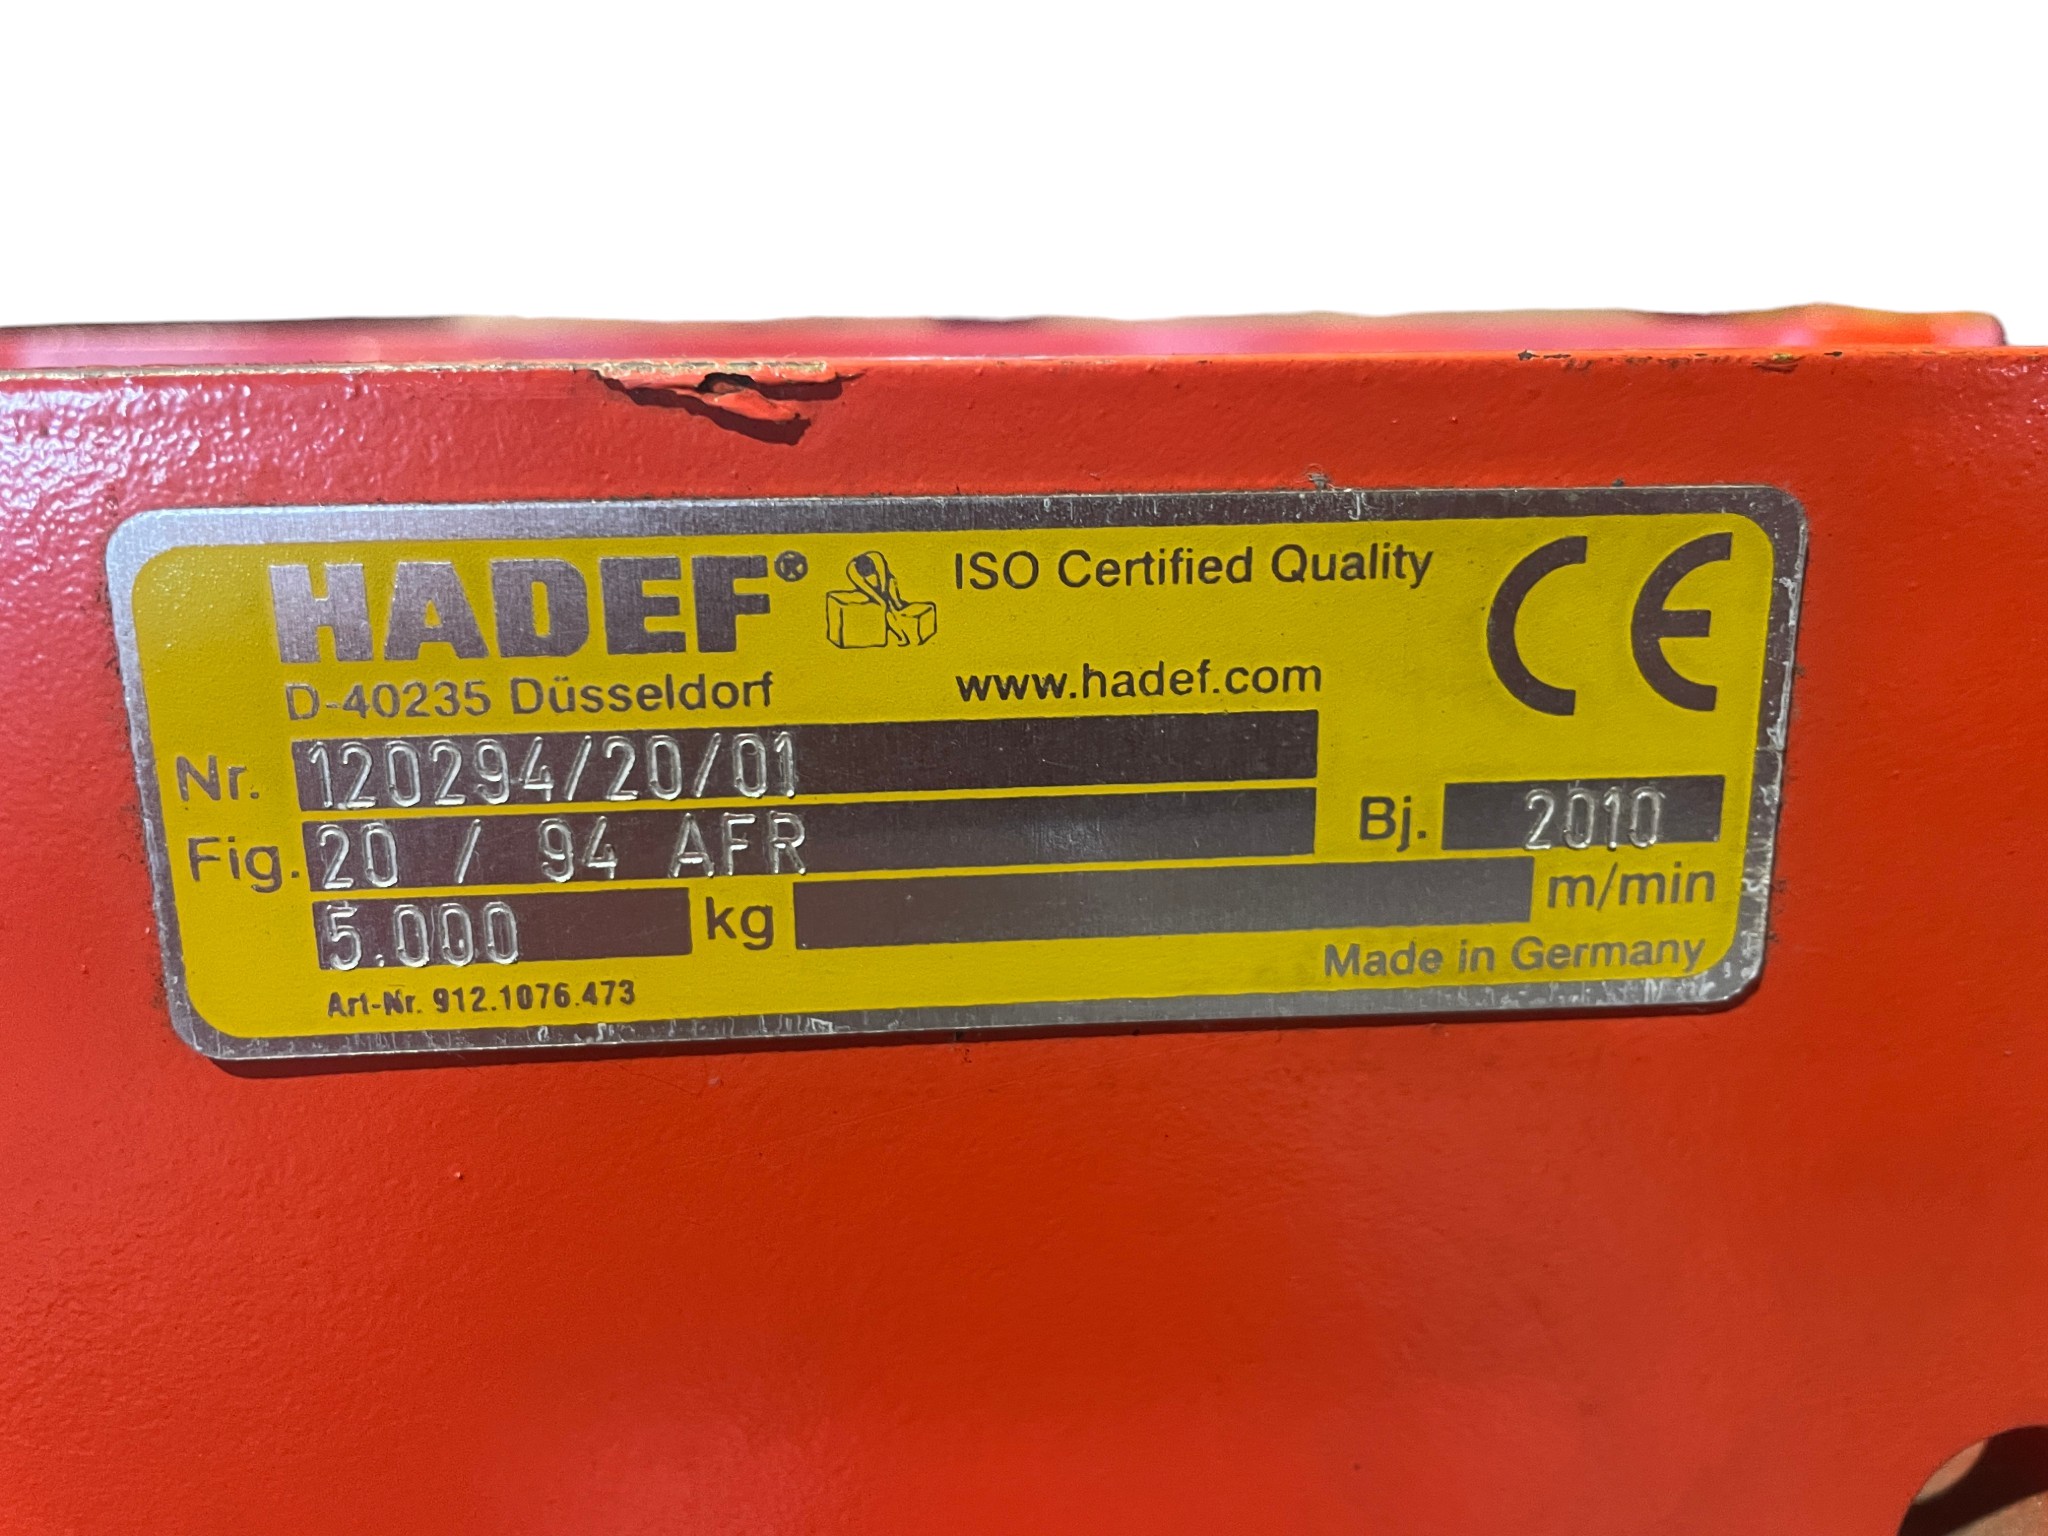 HADEF®
ISO Certified Quality
CE
D-40235 Düsseldorf
www.hadef.com
Nr. 120294/20/01
Fig. 20 / 94 AFR
Bj. 2010
5.000 kg
m/min
Art-Nr. 912.1076.473
Made in Germany